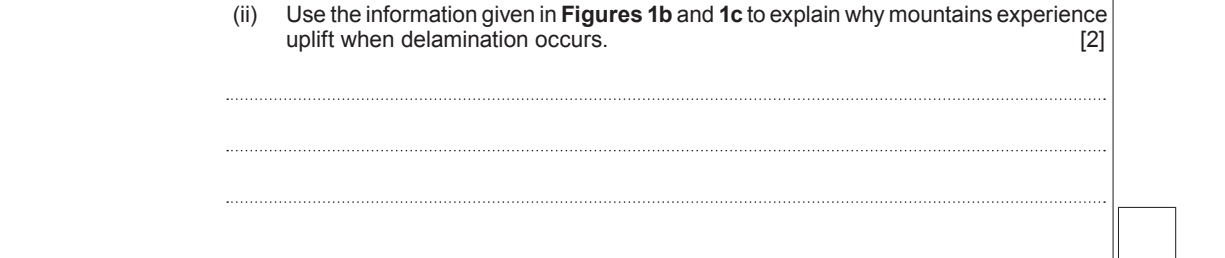 (ii) Use the information given in Figures 1b and 1c to explain why mountains experience
uplift when delamination occurs. [2]